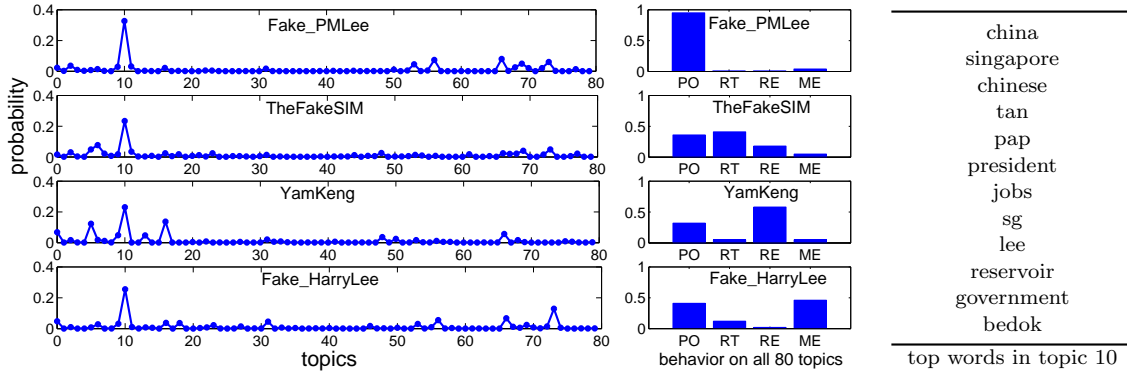 probability
Fake_PMLee
0.4
0.2
0
0 10 20 30 40 50 60 70 80
TheFakeSIM
0.4
0.2
0
0 10 20 30 40 50 60 70 80
YamKeng
0.4
0.2
0
0 10 20 30 40 50 60 70 80
Fake_HarryLee
0.4
0.2
0
0 10 20 30 40 50 60 70 80
topics
Fake_PMLee
1
0.5
0
PO RT RE ME
TheFakeSIM
1
0.5
0
PO RT RE ME
YamKeng
1
0.5
0
PO RT RE ME
Fake_HarryLee
1
0.5
0
PO RT RE ME
behavior on all 80 topics
china
singapore
chinese
tan
pap
president
jobs
sg
lee
reservoir
government
bedok
top words in topic 10